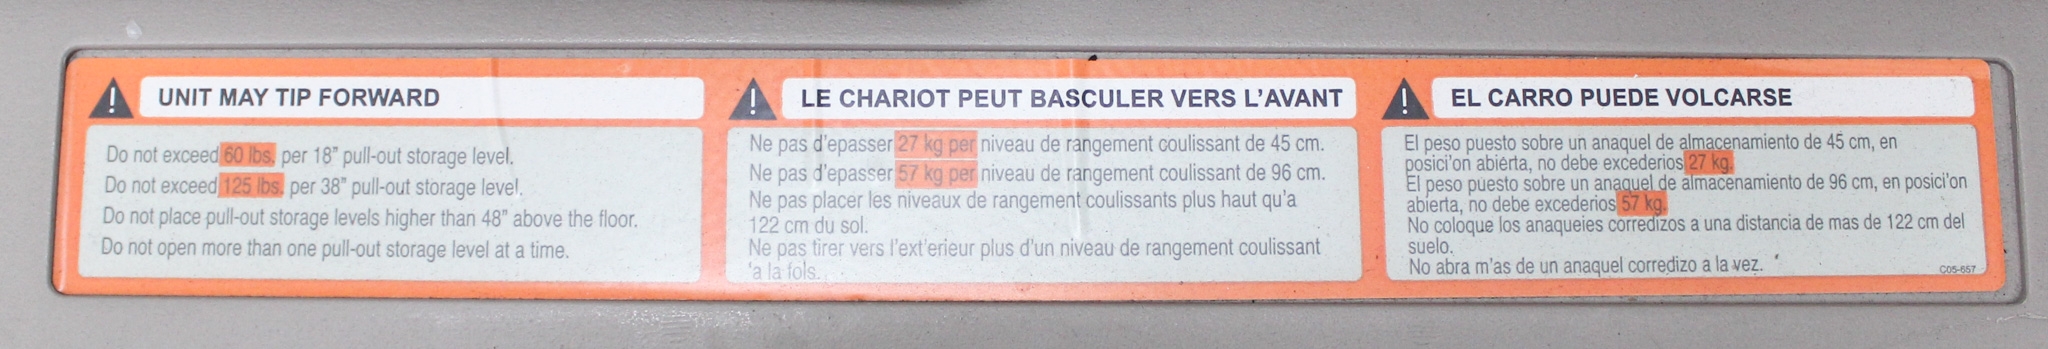 UNIT MAY TIP FORWARD
Do not exceed 60 lbs. per 18" pull-out storage level.
Do not exceed 125 lbs. per 38" pull-out storage level.
Do not place pull-out storage levels higher than 48" above the floor.
Do not open more than one pull-out storage level at a time.
LE CHARIOT PEUT BASCULER VERS L'AVANT
Ne pas d'epasser 27 kg per niveau de rangement coulissant de 45 cm.
Ne pas d'epasser 57 kg per niveau de rangement coulissant de 96 cm.
Ne pas placer les niveaux de rangement coulissants plus haut qu'a
122 cm du sol.
Ne pas tirer vers l'ext'erieur plus d'un niveau de rangement coulissant
'a la fols.
EL CARRO PUEDE VOLCARSE
El peso puesto sobre un anaquel de almacenamiento de 45 cm, en
posici'on abierta, no debe excederios 27 kg.
El peso puesto sobre un anaquel de almacenamiento de 96 cm, en posici'on
abierta, no debe excederios 57 kg.
No coloque los anaqueies corredizos a una distancia de mas de 122 cm del
suelo.
No abra m'as de un anaquel corredizo a la vez.
C05-657